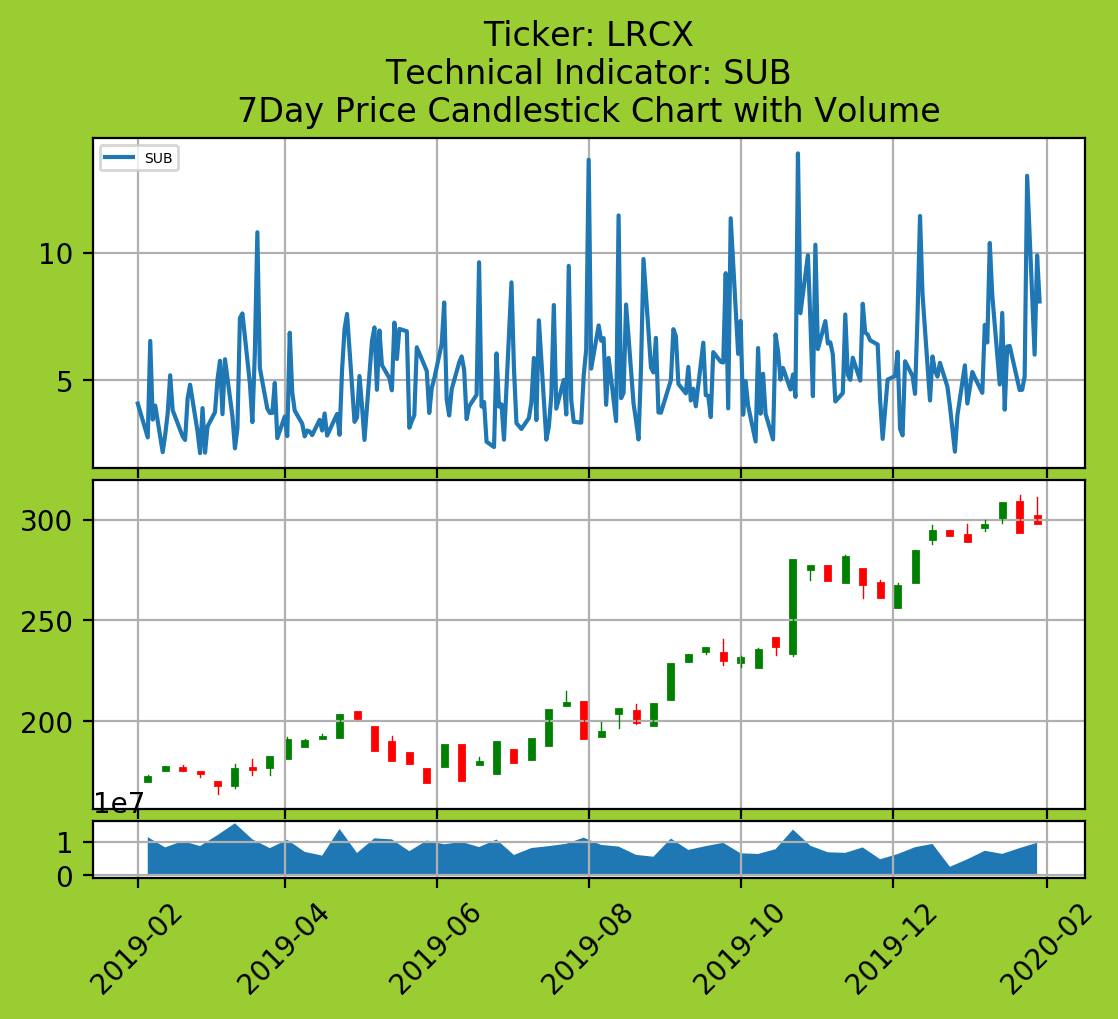 Ticker: LRCX
Technical Indicator: SUB
7Day Price Candlestick Chart with Volume
SUB
10
5
300
250
200
1e7
1
0
2019-02
2019-04
2019-06
2019-08
2019-10
2019-12
2020-02